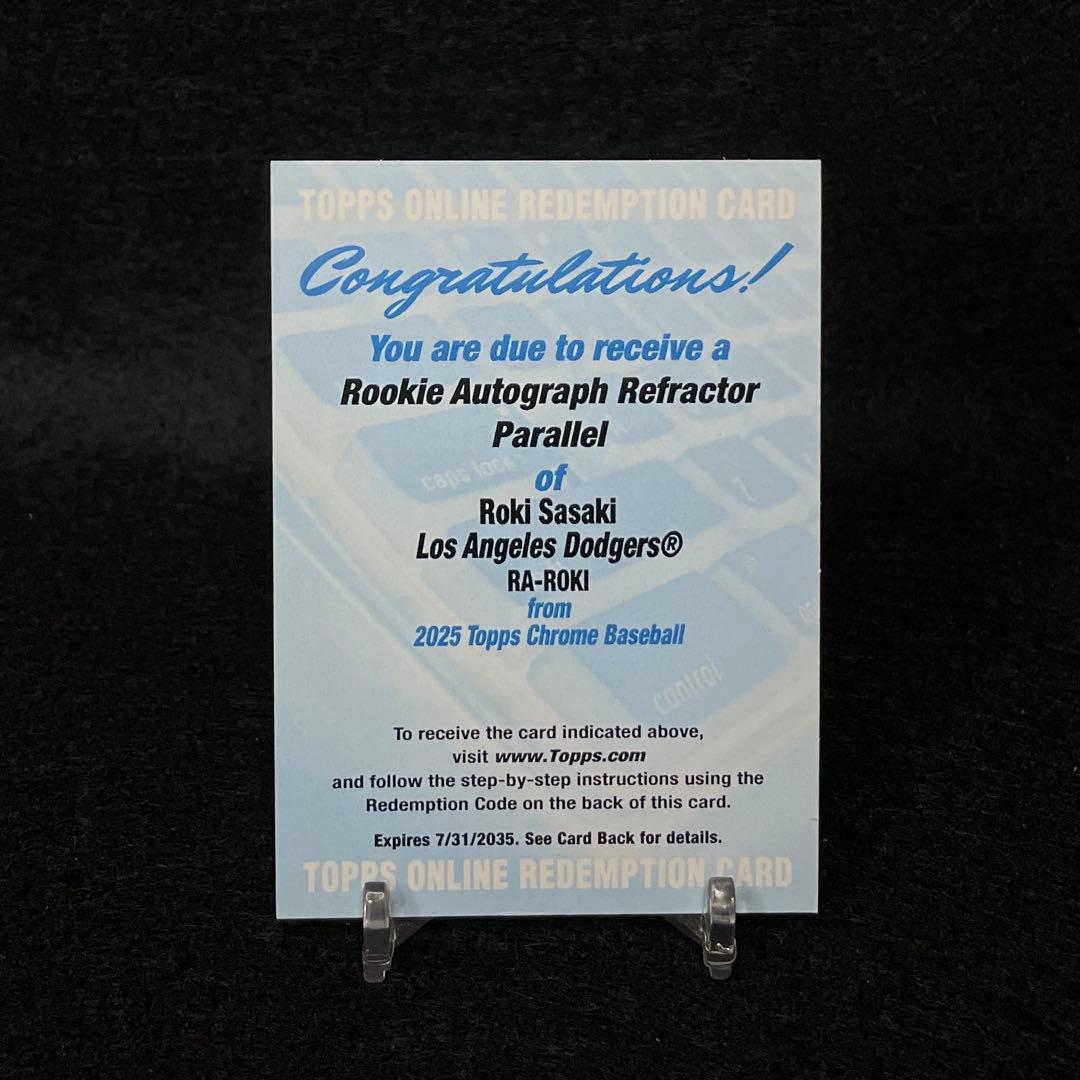 TOPPS ONLINE REDEMPTION CARD
Congratulations!
You are due to receive a
Rookie Autograph Refractor
Parallel
of
Roki Sasaki
Los Angeles Dodgers®
RA-ROKI
from
2025 Topps Chrome Baseball
caps lock
Z
control
To receive the card indicated above,
visit www.Topps.com
and follow the step-by-step instructions using the
Redemption Code on the back of this card.
Expires 7/31/2035. See Card Back for details.
TOPPS ONLINE REDEMPTION CARD